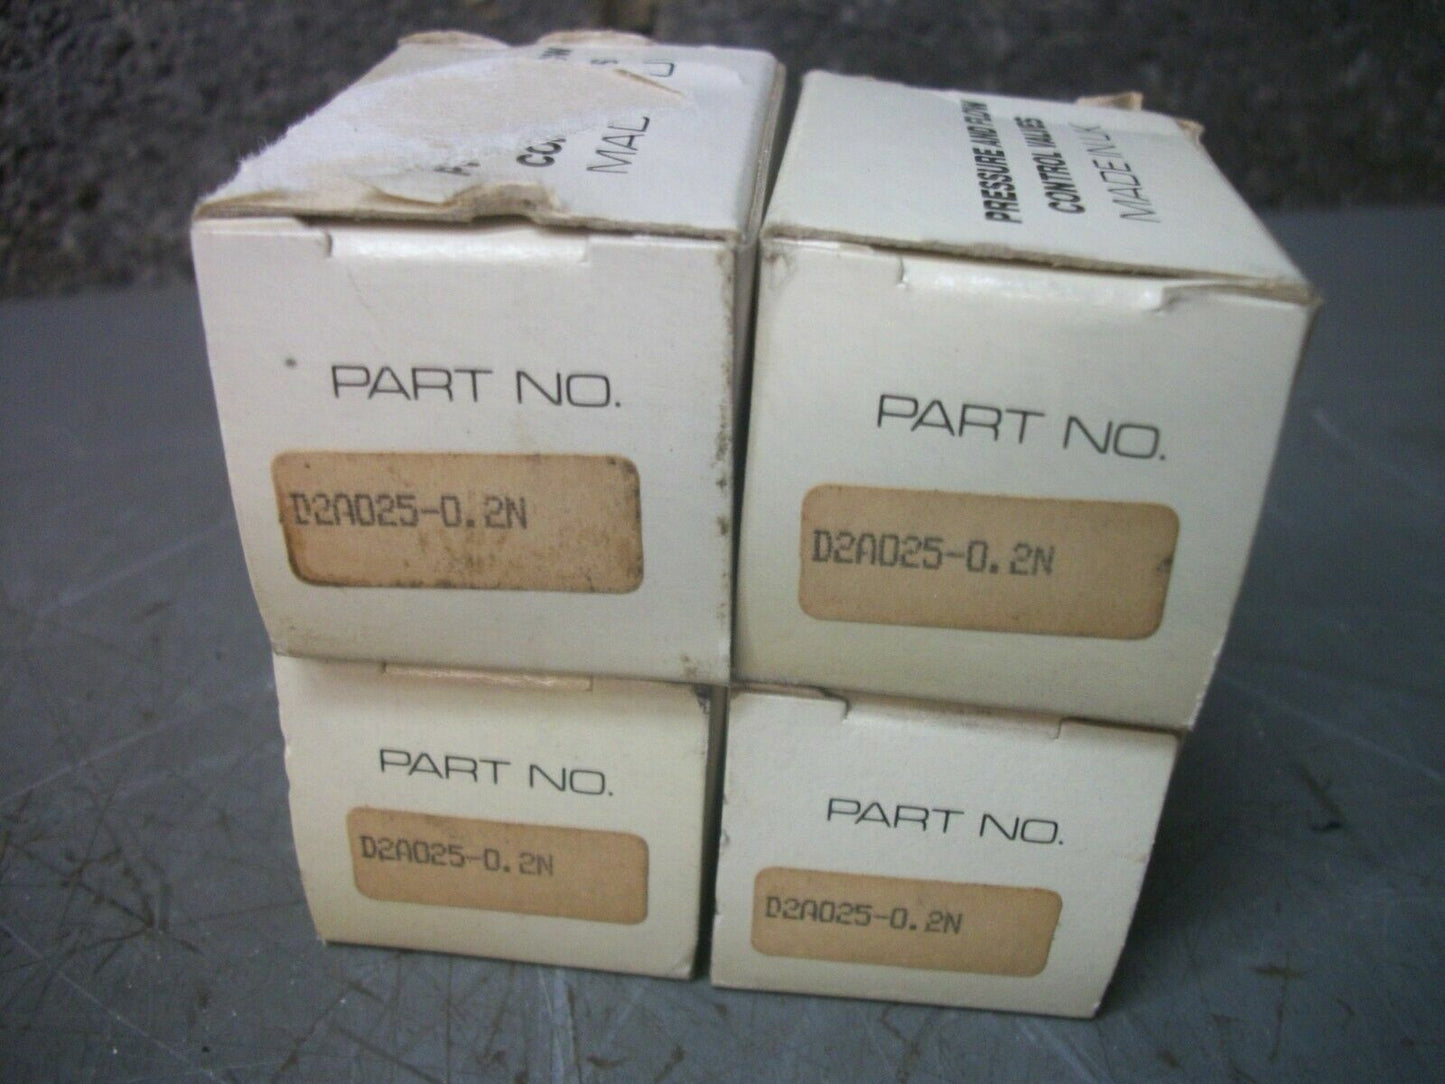 MAD
U
PRESSURE AND FLOW
CONTROL VALVES
MADE IN UK
PART NO.
D2A025-0.2N
PART NO.
D2A025-0.2N
PART NO.
D2A025-0.2N
PART NO.
D2A025-0.2N